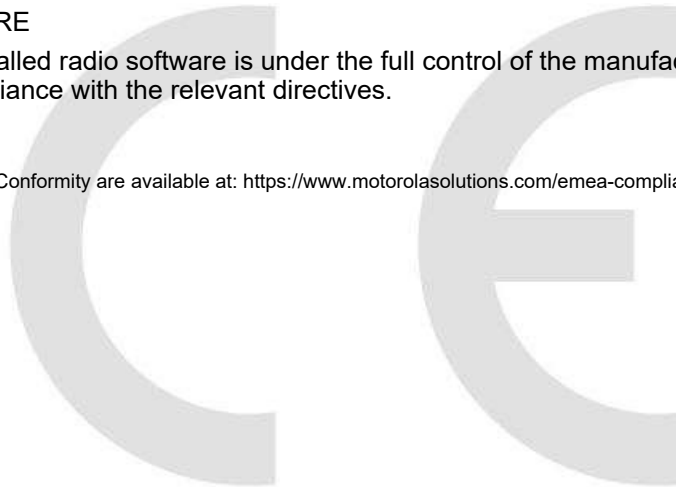 RE
alled radio software is under the full control of the manufac
iance with the relevant directives.
Conformity are available at: https://www.motorolasolutions.com/emea-complia
CE